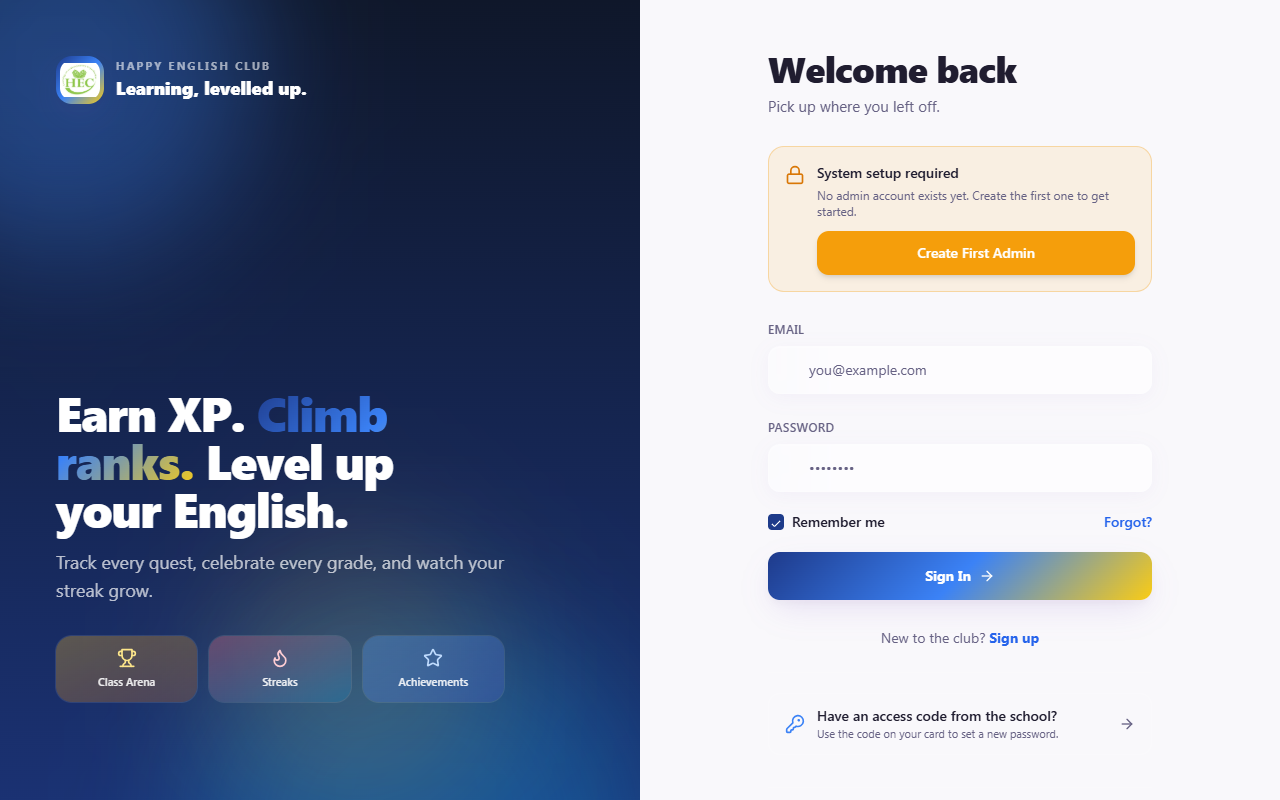 HEC
HAPPY ENGLISH CLUB
Learning, levelled up.
Earn XP. Climb
ranks. Level up
your English.
Track every quest, celebrate every grade, and watch your
streak grow.
Class Arena
Streaks
Achievements
Welcome back
Pick up where you left off.
System setup required
No admin account exists yet. Create the first one to get
started.
Create First Admin
EMAIL
you@example.com
PASSWORD
••••••••
Remember me
Forgot?
Sign In →
New to the club? Sign up
Have an access code from the school?
Use the code on your card to set a new password.